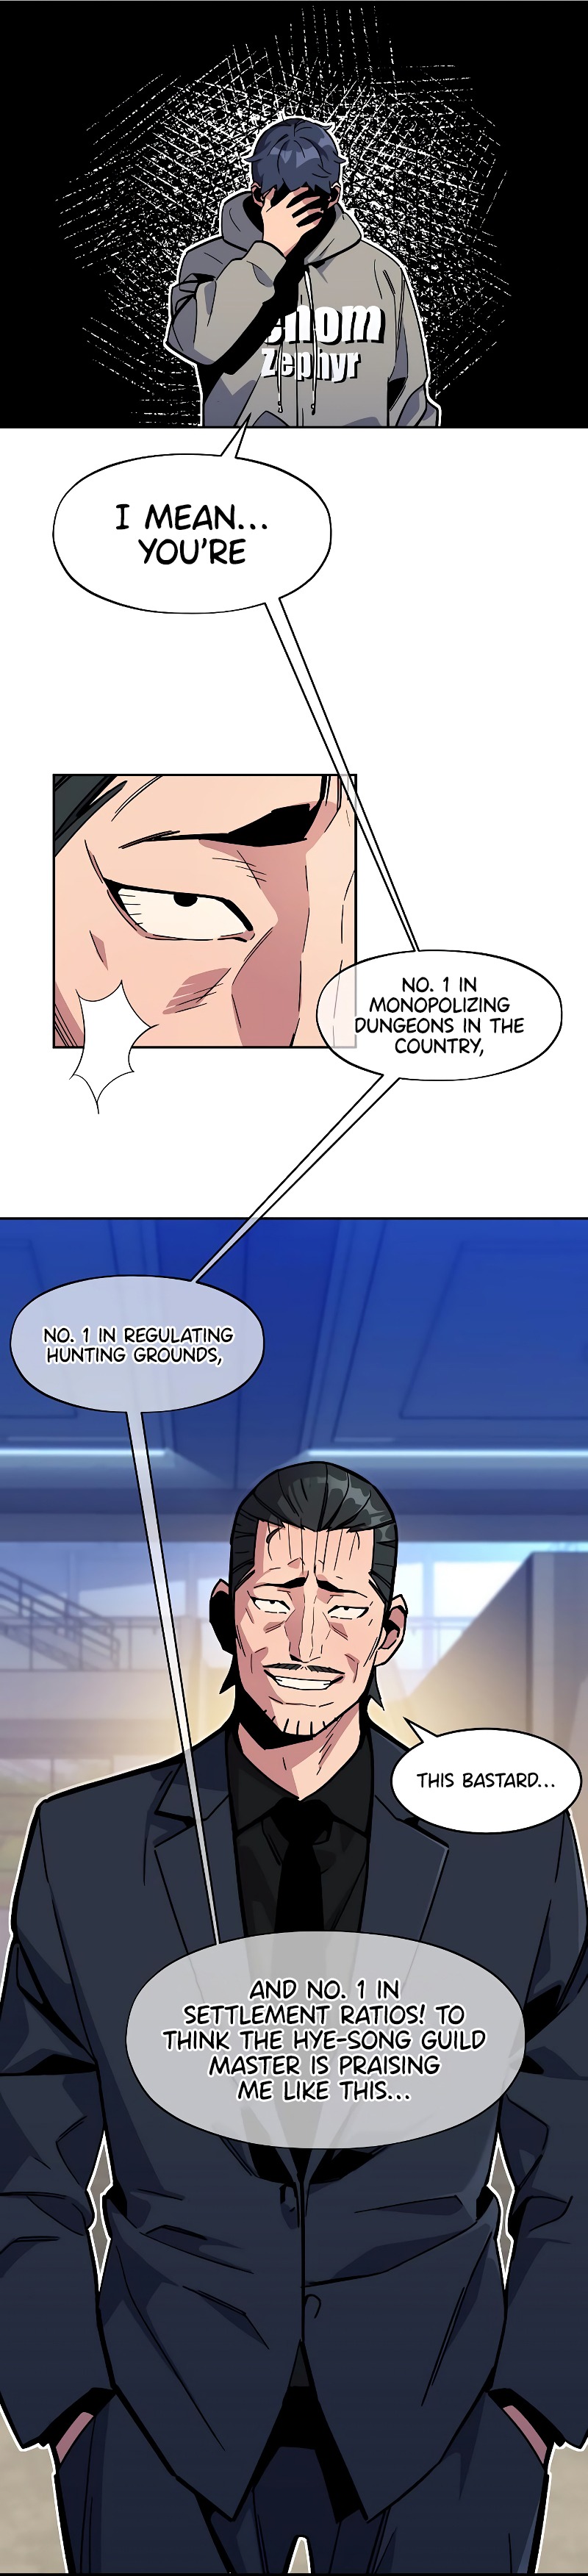 enom
Zephyr
I MEAN...
YOU'RE
NO. 1 IN
MONOPOLIZING
DUNGEONS IN THE
COUNTRY,
NO. 1 IN REGULATING
HUNTING GROUNDS,
THIS BASTARD...
AND NO. 1 IN
SETTLEMENT RATIOS! TO
THINK THE HYE-SONG GUILD
MASTER IS PRAISING
ME LIKE THIS...